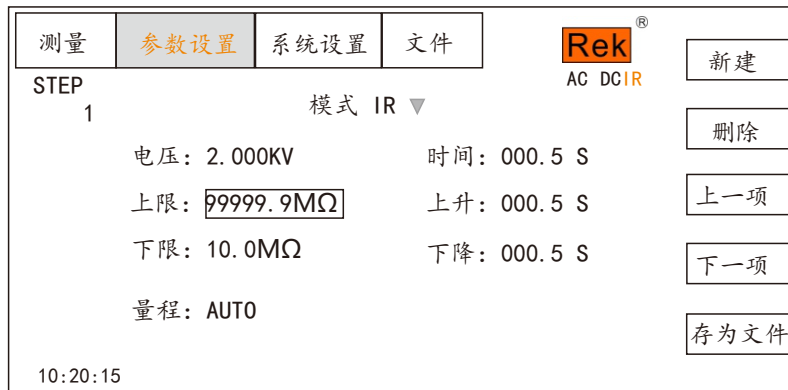 测量 参数设置 系统设置 文件 Rek®
AC DC IR
新建
STEP
1
模式 IR ▼
删除
电压: 2.000KV 时间: 000.5 S
上限: 99999.9MΩ 上升: 000.5 S
上一项
下限: 10.0MΩ 下降: 000.5 S
下一项
量程: AUTO
存为文件
10:20:15